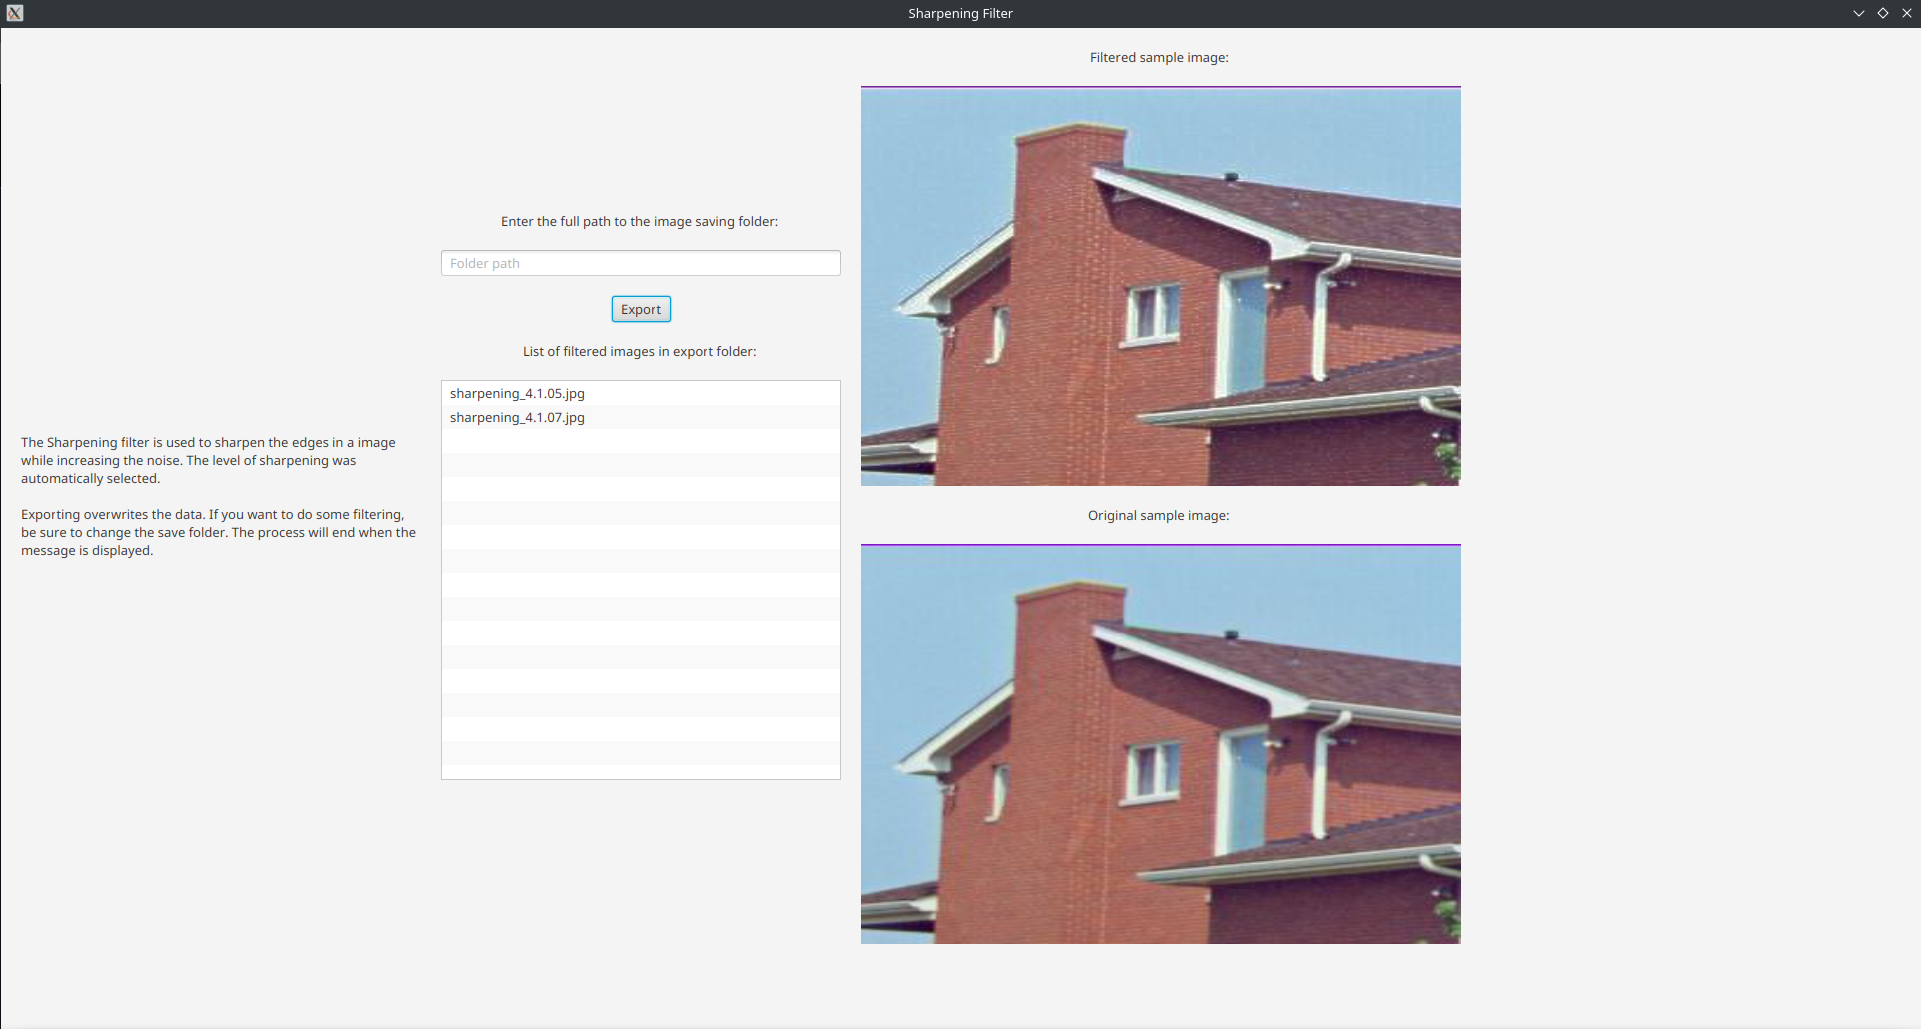 Sharpening Filter
Filtered sample image:
Enter the full path to the image saving folder:
Folder path
Export
List of filtered images in export folder:
sharpening_4.1.05.jpg
sharpening_4.1.07.jpg
The Sharpening filter is used to sharpen the edges in a image
while increasing the noise. The level of sharpening was
automatically selected.
Exporting overwrites the data. If you want to do some filtering,
be sure to change the save folder. The process will end when the
message is displayed.
Original sample image: